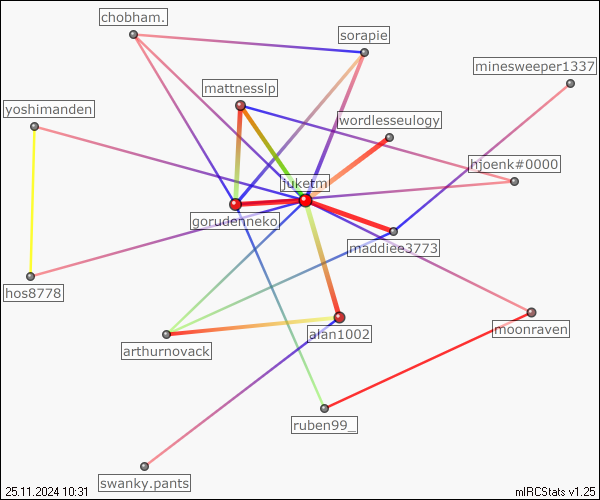 chobham.
sorapie
minesweeper1337
mattnesslp
yoshimanden
wordlesseulogy
hjoenk#0000
juketm
gorudenneko
maddiee3773
hos8778
alan1002
moonraven
arthurnovack
ruben99_
swanky.pants
25.11.2024 10:31
mIRCStats v1.25